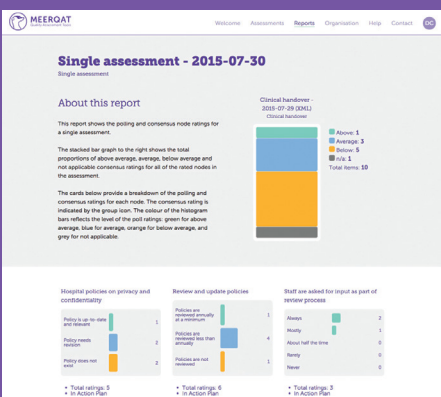 MEERQAT
Quality Assessment Tool
Welcome Assessments Reports Organisation Help Contact DC
Single assessment - 2015-07-30
Single assessment
About this report
This report shows the polling and consensus node ratings for
a single assessment.
The stacked bar graph to the right shows the total
proportions of above average, average, below average and
not applicable consensus ratings for all of the rated nodes in
the assessment.
The cards below provide a breakdown of the polling and
consensus ratings for each node. The consensus rating is
indicated by the group icon. The colour of the histogram
bars reflects the level of the poll ratings: green for above
average, blue for average, orange for below average, and
grey for not applicable.
Clinical handover -
2015-07-29 (XML)
Clinical handover
Above: 1
Average: 3
Below: 5
n/a: 1
Total items: 10
Hospital policies on privacy and
confidentiality
Policy is up-to-date
and relevant
1
Policy needs
revision
2
Policy does not
exist
2
+ Total ratings: 5
+ In Action Plan
Review and update policies
Policies are
reviewed annually
at a minimum
1
Policies are
reviewed less than
annually
4
Policies are not
reviewed
1
+ Total ratings: 6
+ In Action Plan
Staff are asked for input as part of
review process
Always 2
Mostly 1
About half the time 0
Rarely 0
Never 0
+ Total ratings: 3
+ In Action Plan